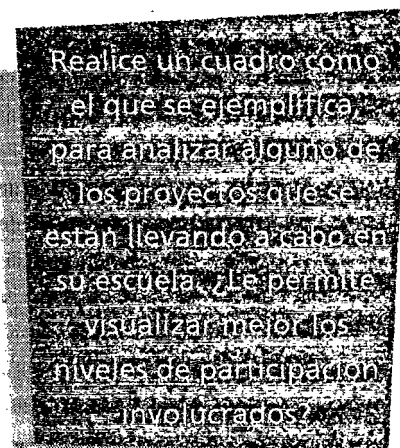 Realice un cuadro como
el que se ejemplifica,
para analizar alguno de
los proyectos que se
están llevando a cabo en
su escuela. ¿Le permite
visualizar mejor los
niveles de participación
involucrados?